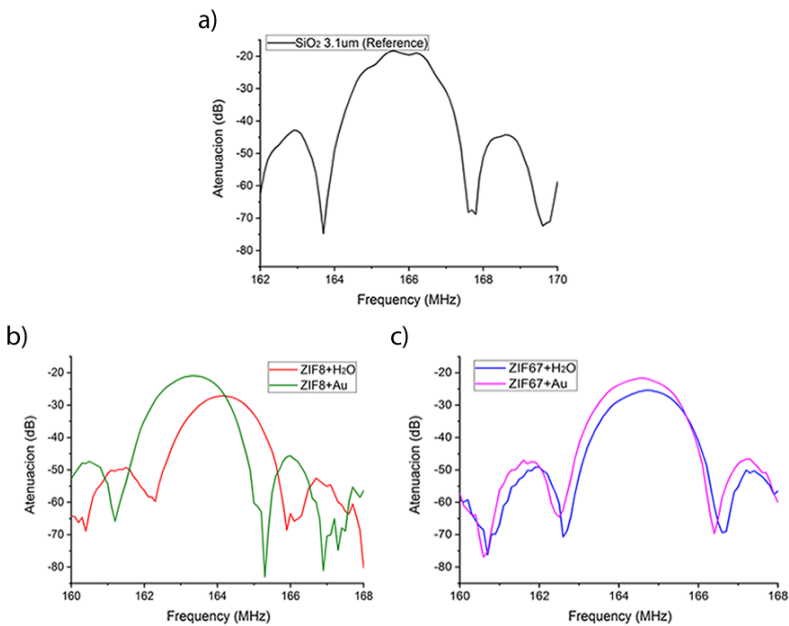 a)
SiO2 3.1um (Reference)
-20
-30
-40
-50
-60
-70
-80
Atenuacion (dB)
162 164 166 168 170
Frequency (MHz)
b)
ZIF8+H2O
ZIF8+Au
-20
-30
-40
-50
-60
-70
-80
Atenuacion (dB)
160 162 164 166 168
Frequency (MHz)
c)
ZIF67+H2O
ZIF67+Au
-20
-30
-40
-50
-60
-70
-80
Atenuacion (dB)
160 162 164 166 168
Frequency (MHz)